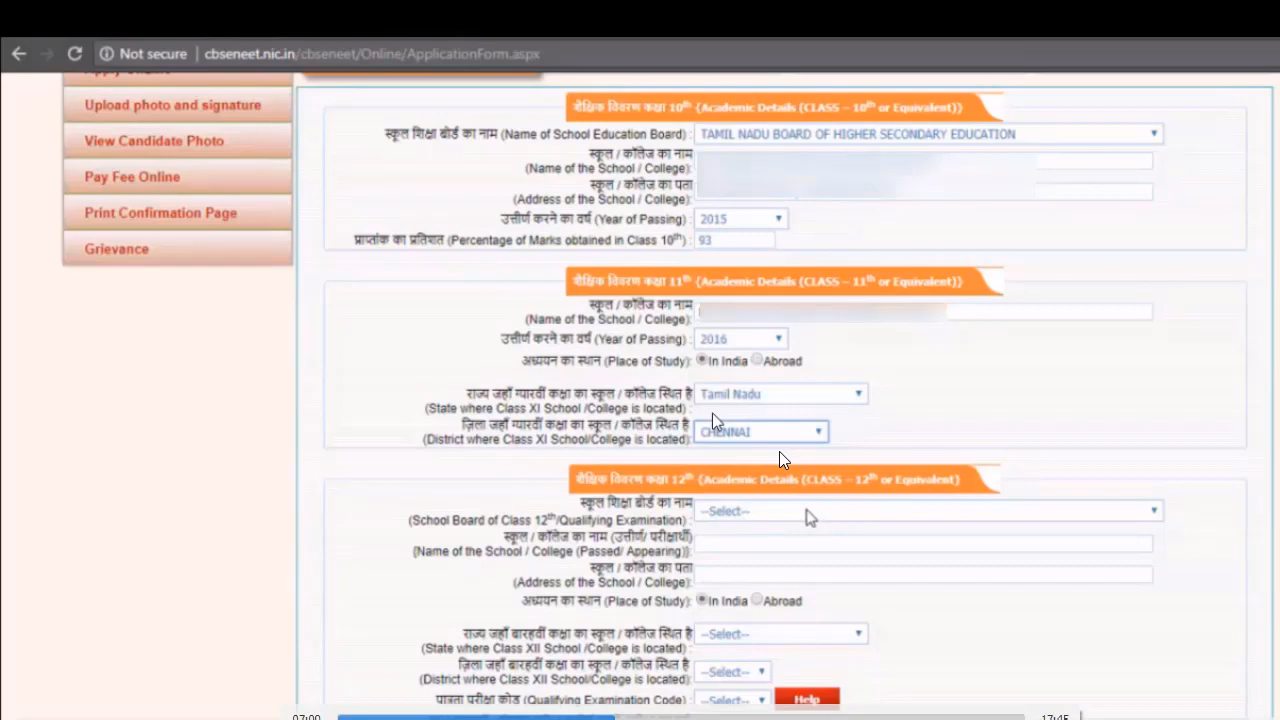 Not secure | cbseneet.nic.in/cbseneet/Online/ApplicationForm.aspx
Apply Online
Upload photo and signature
View Candidate Photo
Pay Fee Online
Print Confirmation Page
Grievance
शैक्षिक विवरण कक्षा 10th {Academic Details (CLASS – 10th or Equivalent)}
स्कूल शिक्षा बोर्ड का नाम (Name of School Education Board) : TAMIL NADU BOARD OF HIGHER SECONDARY EDUCATION
स्कूल / कॉलेज का नाम
(Name of the School / College):
स्कूल / कॉलेज का पता
(Address of the School / College):
उत्तीर्ण करने का वर्ष (Year of Passing) : 2015
प्राप्तांक का प्रतिशत (Percentage of Marks obtained in Class 10th) : 93
शैक्षिक विवरण कक्षा 11th {Academic Details (CLASS – 11th or Equivalent)}
स्कूल / कॉलेज का नाम
(Name of the School / College):
उत्तीर्ण करने का वर्ष (Year of Passing) : 2016
अध्ययन का स्थान (Place of Study): In India Abroad
राज्य जहाँ ग्यारवीं कक्षा का स्कूल / कॉलेज स्थित है Tamil Nadu
(State where Class XI School /College is located) :
ज़िला जहाँ ग्यारवीं कक्षा का स्कूल / कॉलेज स्थित है CHENNAI
(District where Class XI School/College is located):
शैक्षिक विवरण कक्षा 12th {Academic Details (CLASS – 12th or Equivalent)
स्कूल शिक्षा बोर्ड का नाम --Select--
(School Board of Class 12th/Qualifying Examination) :
स्कूल / कॉलेज का नाम (उत्तीर्ण/ परीक्षार्थी)
[Name of the School / College (Passed/ Appearing)]:
स्कूल / कॉलेज का पता
(Address of the School / College):
अध्ययन का स्थान (Place of Study): In India Abroad
राज्य जहाँ बारहवीं कक्षा का स्कूल / कॉलेज स्थित है --Select--
(State where Class XII School /College is located) :
ज़िला जहाँ बारहवीं कक्षा का स्कूल / कॉलेज स्थित है --Select--
(District where Class XII School/College is located) :
पात्रता परीक्षा कोड (Qualifying Examination Code) : --Select-- Help
07:00 17:45